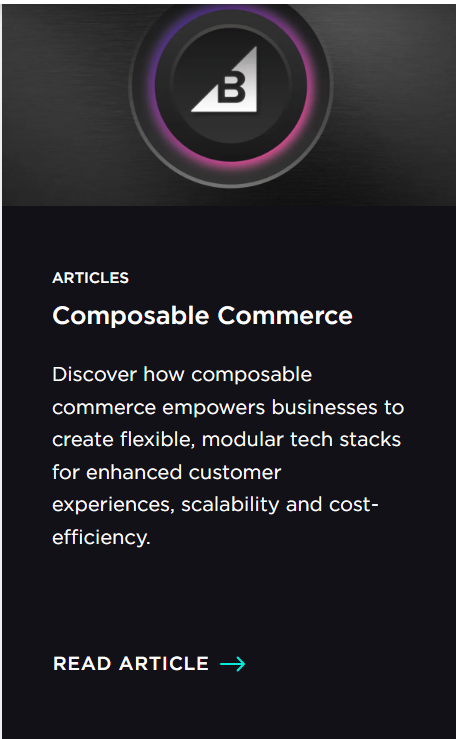 B
ARTICLES
Composable Commerce
Discover how composable
commerce empowers businesses to
create flexible, modular tech stacks
for enhanced customer
experiences, scalability and cost-
efficiency.
READ ARTICLE